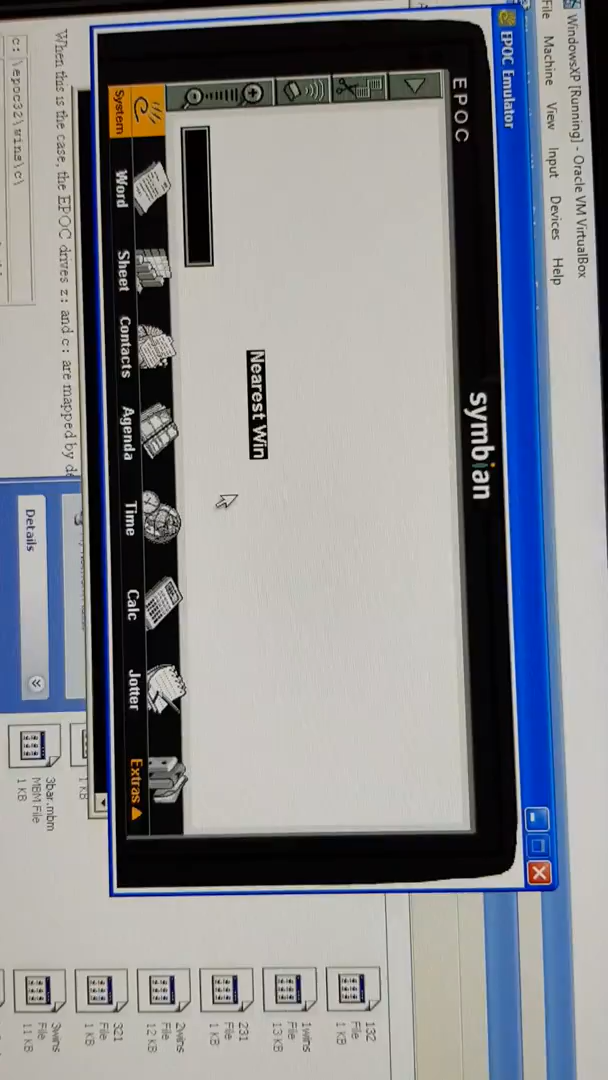 WindowsXP [Running] - Oracle VM VirtualBox
File Machine View Input Devices Help
EPOC Emulator
symbian
EPOC
Nearest Win
System
Word
Sheet
Contacts
Agenda
Time
Calc
Jotter
Extras
When this is the case, the EPOC drives z: and c: are mapped by
c:\epoc32\wins\c\
Details
132
File
1 KB
1wins
File
13 KB
231
File
1 KB
2wins
File
12 KB
321
File
1 KB
3wins
File
11 KB
1 KB
3bar.mbm
MBM File
1 KB